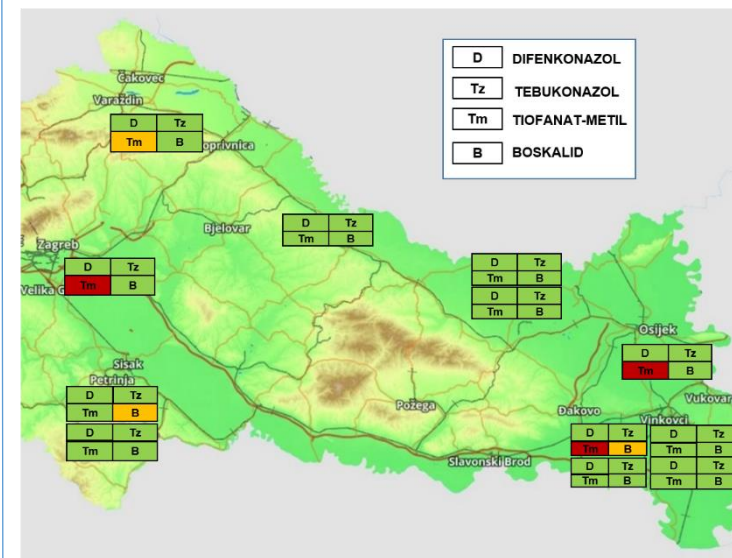 D DIFENKONAZOL
Tz TEBUKONAZOL
Tm TIOFANAT-METIL
B BOSKALID
Čakovec
Varaždin
D Tz
Tm B
oprivnica
D Tz
Tm B
Bjelovar
Zagreb
D Tz
Tm B
Velika G
D Tz
Tm B
D Tz
Tm B
Osijek
D Tz
Tm B
Sisak
Petrinja
D Tz
Tm B
D Tz
Tm B
Požega
Vukovar
Đakovo
Vinkovci
D Tz
Tm B
D Tz
Tm B
D Tz
Tm B
D Tz
Tm B
Slavonski Brod